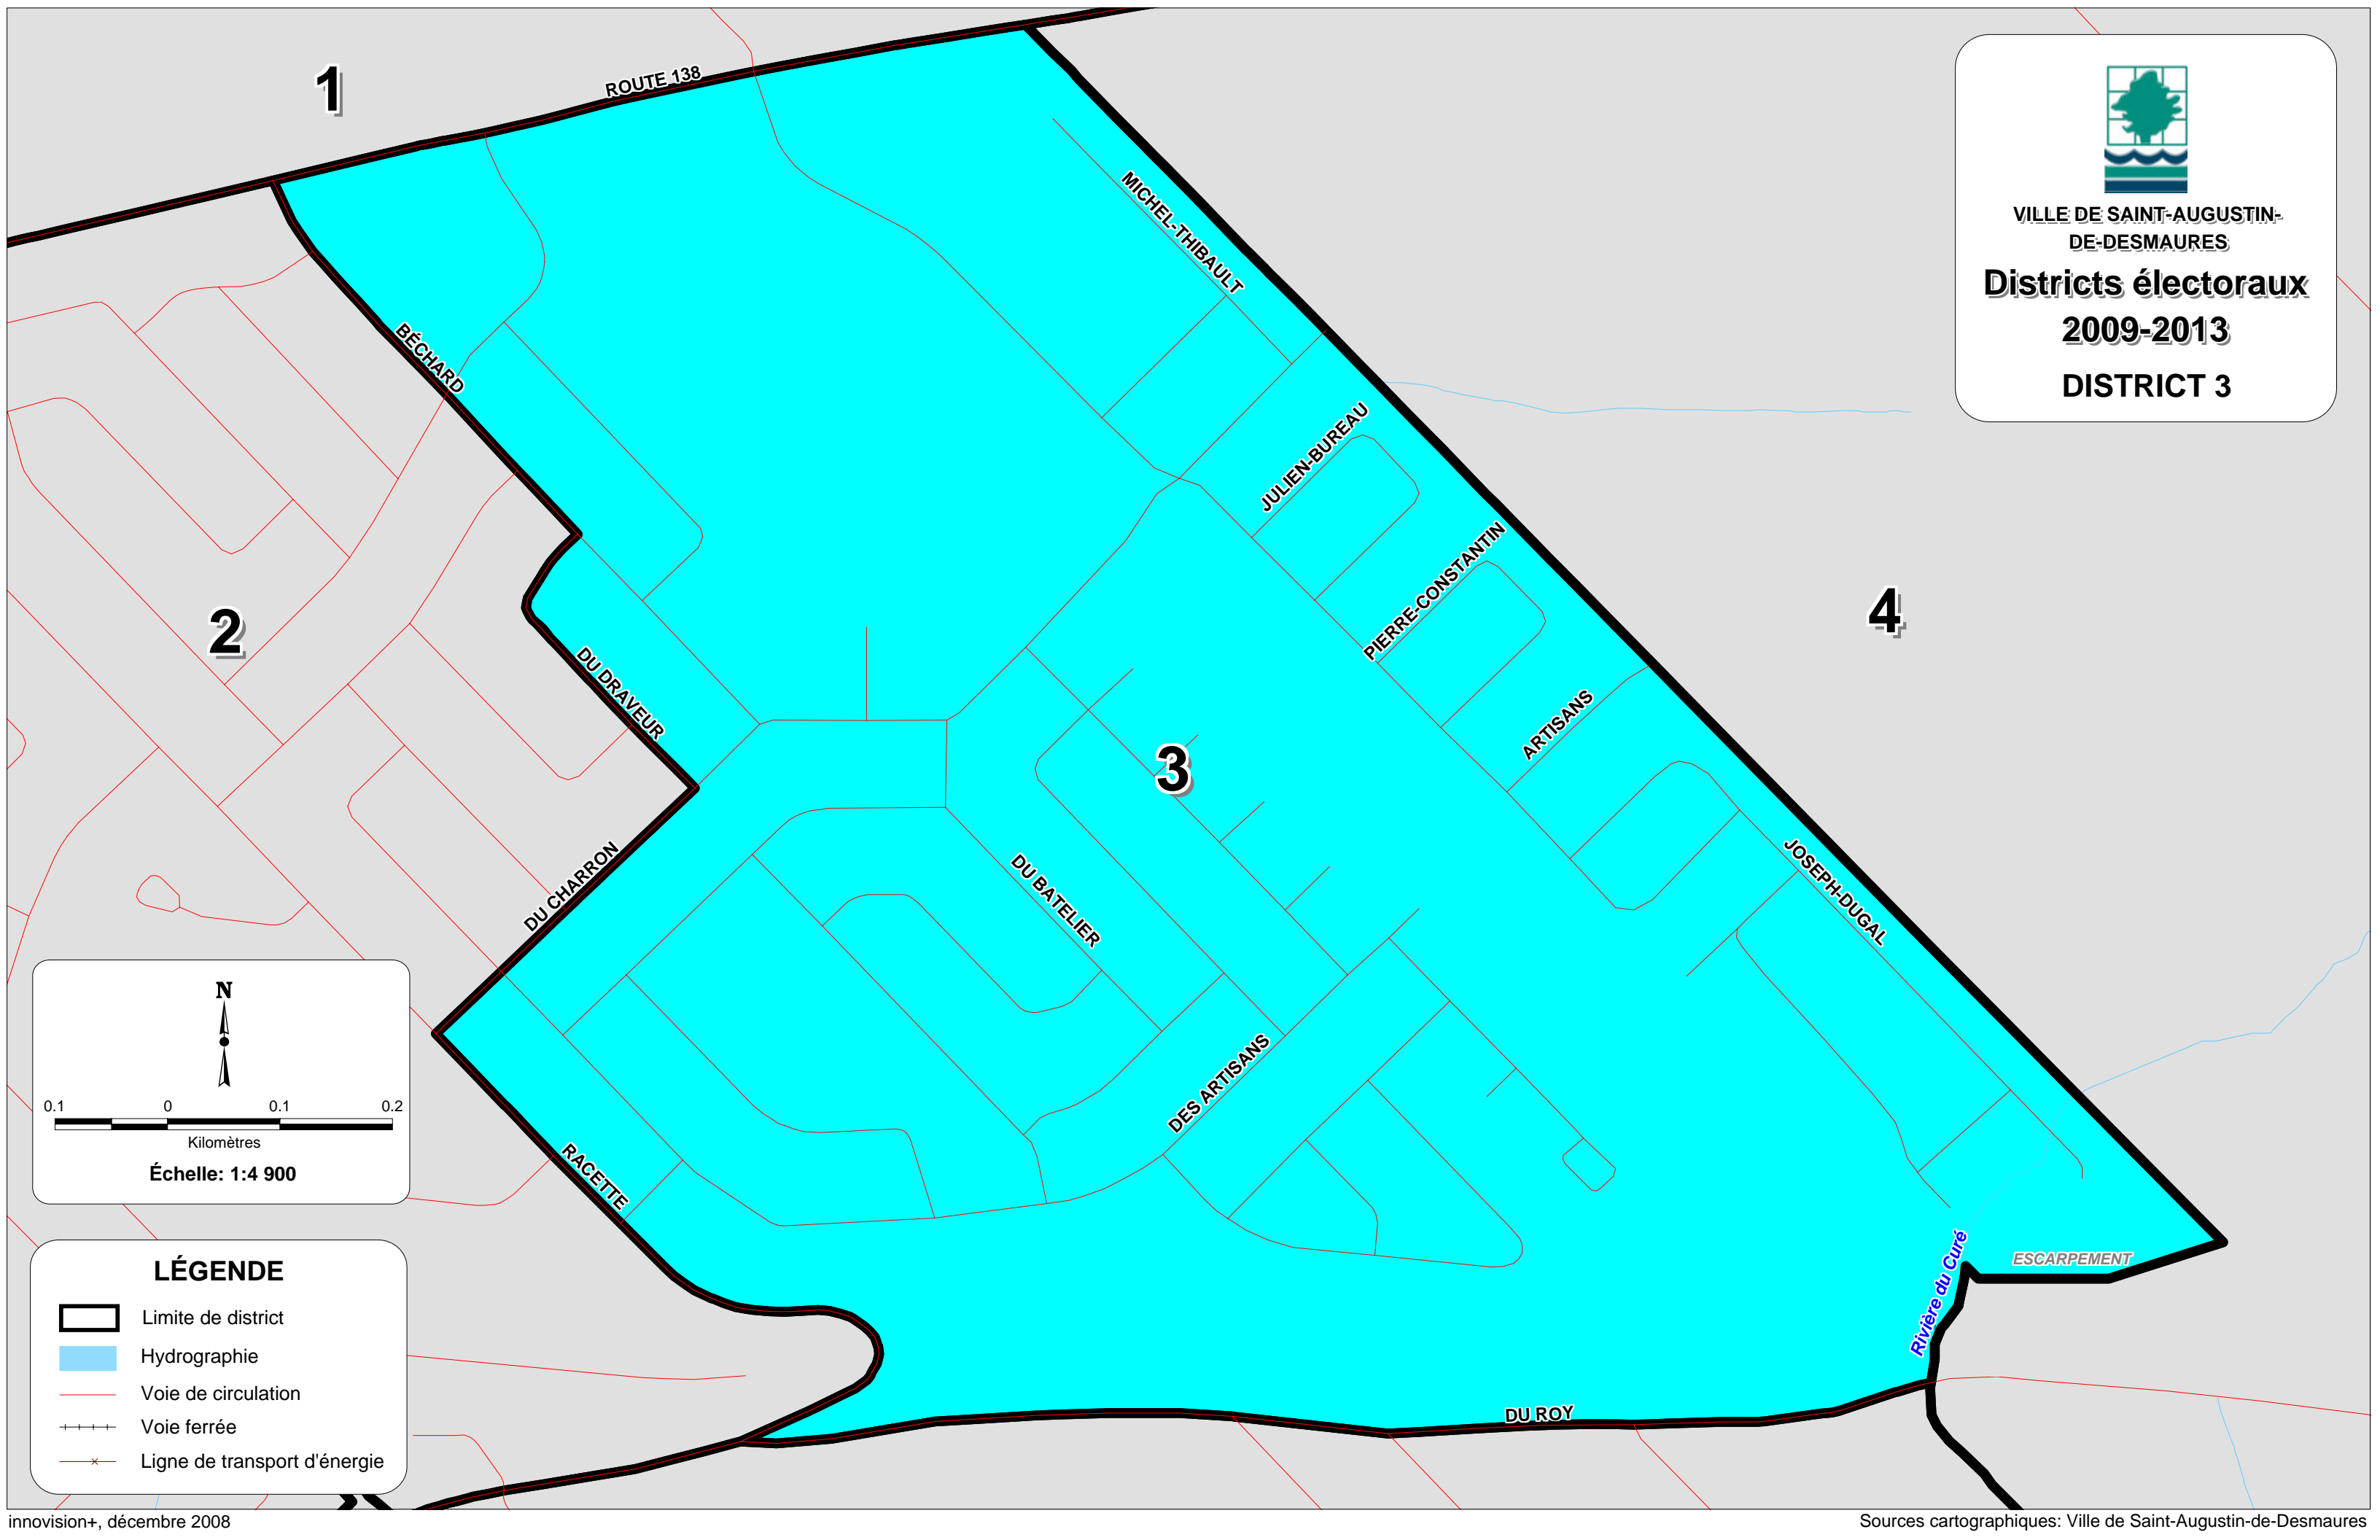 1
ROUTE 138
VILLE DE SAINT-AUGUSTIN-
DE-DESMAURES
Districts électoraux
2009-2013
DISTRICT 3
MICHEL-THIBAULT
BÉCHARD
JULIEN-BUREAU
PIERRE-CONSTANTIN
2
4
DU DRAVEUR
ARTISANS
3
DU CHARRON
DU BATELIER
JOSEPH-DUGAL
DES ARTISANS
RACETTE
N
0.1 0 0.1 0.2
Kilomètres
Échelle: 1:4 900
Rivière du Curé
ESCARPEMENT
DU ROY
LÉGENDE
Limite de district
Hydrographie
Voie de circulation
Voie ferrée
Ligne de transport d'énergie
innovision+, décembre 2008
Sources cartographiques: Ville de Saint-Augustin-de-Desmaures